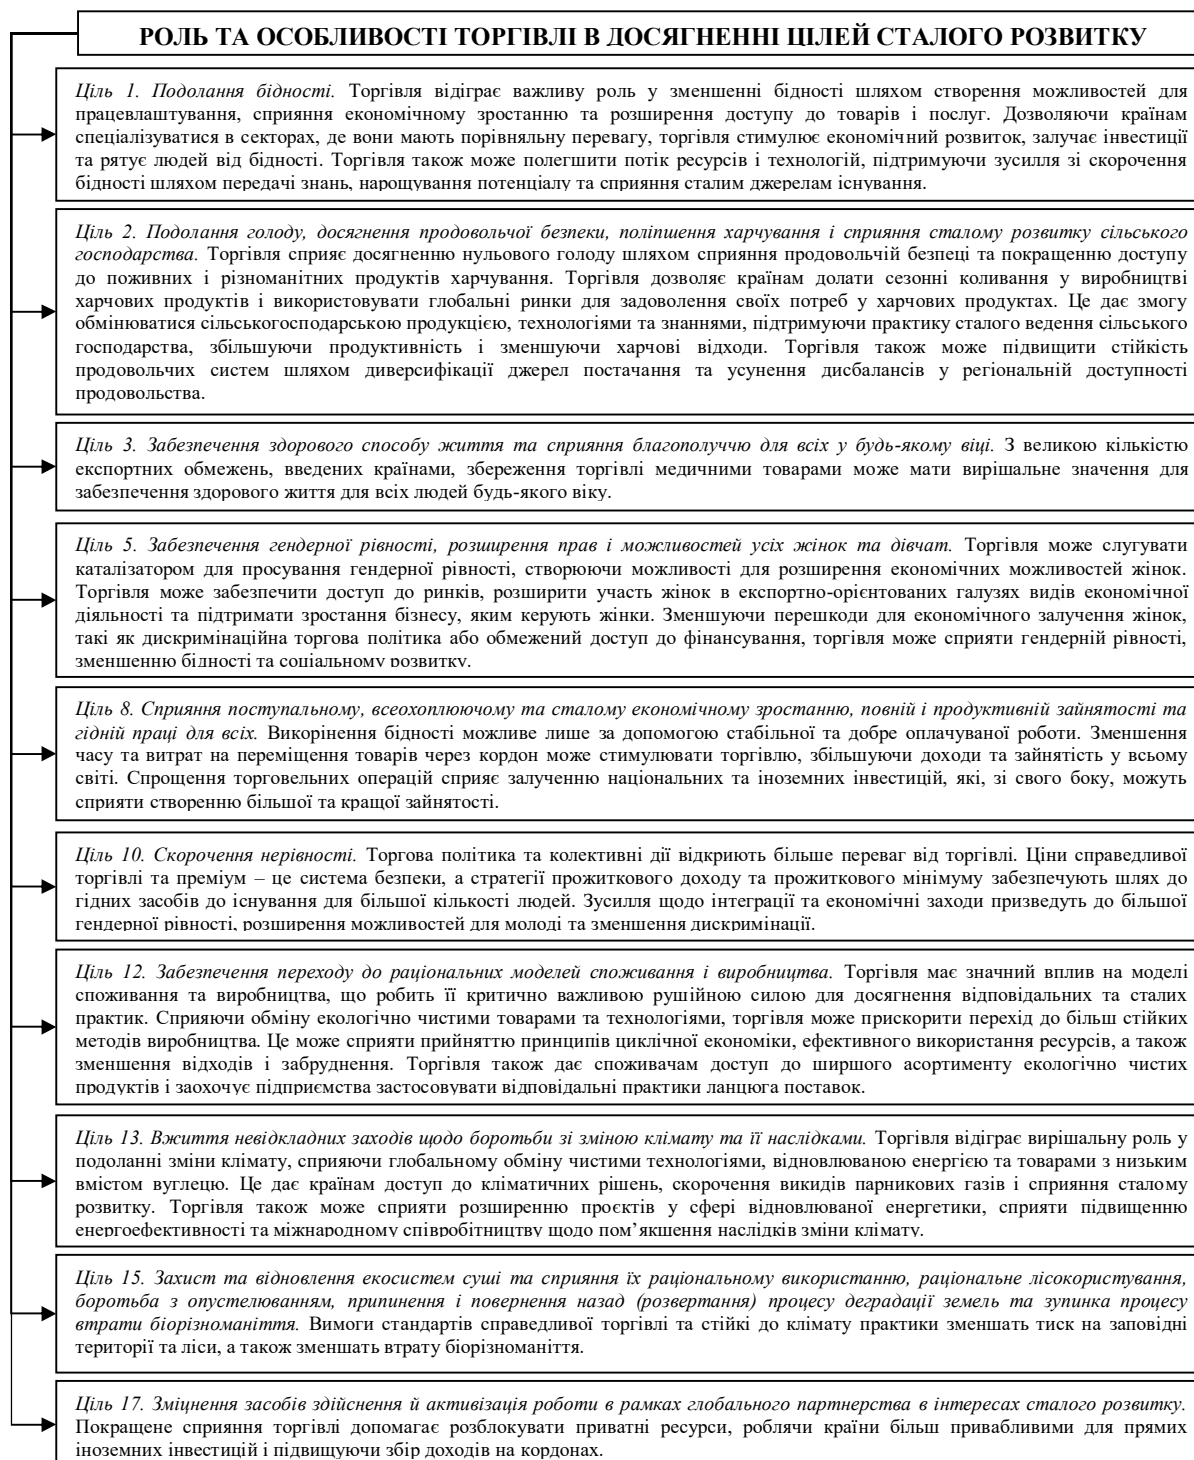 РОЛЬ ТА ОСОБЛИВОСТІ ТОРГІВЛІ В ДОСЯГНЕННІ ЦІЛЕЙ СТАЛОГО РОЗВИТКУ
Ціль 1. Подолання бідності. Торгівля відіграє важливу роль у зменшенні бідності шляхом створення можливостей для
працевлаштування, сприяння економічному зростанню та розширення доступу до товарів і послуг. Дозволяючи країнам
спеціалізуватися в секторах, де вони мають порівняльну перевагу, торгівля стимулює економічний розвиток, залучає інвестиції
та рятує людей від бідності. Торгівля також може полегшити потік ресурсів і технологій, підтримуючи зусилля зі скорочення
бідності шляхом передачі знань, нарощування потенціалу та сприяння сталим джерелам існування.
Ціль 2. Подолання голоду, досягнення продовольчої безпеки, поліпшення харчування і сприяння сталому розвитку сільського
господарства. Торгівля сприяє досягненню нульового голоду шляхом сприяння продовольчій безпеці та покращенню доступу
до поживних і різноманітних продуктів харчування. Торгівля дозволяє країнам долати сезонні коливання у виробництві
харчових продуктів і використовувати глобальні ринки для задоволення своїх потреб у харчових продуктах. Це дає змогу
обмінюватися сільськогосподарською продукцією, технологіями та знаннями, підтримуючи практику сталого ведення сільського
господарства, збільшуючи продуктивність і зменшуючи харчові відходи. Торгівля також може підвищити стійкість
продовольчих систем шляхом диверсифікації джерел постачання та усунення дисбалансів у регіональній доступності
продовольства.
Ціль 3. Забезпечення здорового способу життя та сприяння благополуччю для всіх у будь-якому віці. З великою кількістю
експортних обмежень, введених країнами, збереження торгівлі медичними товарами може мати вирішальне значення для
забезпечення здорового життя для всіх людей будь-якого віку.
Ціль 5. Забезпечення гендерної рівності, розширення прав і можливостей усіх жінок та дівчат. Торгівля може слугувати
каталізатором для просування гендерної рівності, створюючи можливості для розширення економічних можливостей жінок.
Торгівля може забезпечити доступ до ринків, розширити участь жінок в експортно-орієнтованих галузях видів економічної
діяльності та підтримати зростання бізнесу, яким керують жінки. Зменшуючи перешкоди для економічного залучення жінок,
такі як дискримінаційна торгова політика або обмежений доступ до фінансування, торгівля може сприяти гендерній рівності,
зменшенню бідності та соціальному розвитку.
Ціль 8. Сприяння поступальному, всеохоплюючому та сталому економічному зростанню, повній і продуктивній зайнятості та
гідній праці для всіх. Викорінення бідності можливе лише за допомогою стабільної та добре оплачуваної роботи. Зменшення
часу та витрат на переміщення товарів через кордон може стимулювати торгівлю, збільшуючи доходи та зайнятість у всьому
світі. Спрощення торговельних операцій сприяє залученню національних та іноземних інвестицій, які, зі свого боку, можуть
сприяти створенню більшої та кращої зайнятості.
Ціль 10. Скорочення нерівності. Торгова політика та колективні дії відкриють більше переваг від торгівлі. Ціни справедливої
торгівлі та преміум – це система безпеки, а стратегії прожиткового доходу та прожиткового мінімуму забезпечують шлях до
гідних засобів до існування для більшої кількості людей. Зусилля щодо інтеграції та економічні заходи призведуть до більшої
гендерної рівності, розширення можливостей для молоді та зменшення дискримінації.
Ціль 12. Забезпечення переходу до раціональних моделей споживання і виробництва. Торгівля має значний вплив на моделі
споживання та виробництва, що робить її критично важливою рушійною силою для досягнення відповідальних та сталих
практик. Сприяючи обміну екологічно чистими товарами та технологіями, торгівля може прискорити перехід до більш стійких
методів виробництва. Це може сприяти прийняттю принципів циклічної економіки, ефективного використання ресурсів, а також
зменшення відходів і забруднення. Торгівля також дає споживачам доступ до ширшого асортименту екологічно чистих
продуктів і заохочує підприємства застосовувати відповідальні практики ланцюга поставок.
Ціль 13. Вжиття невідкладних заходів щодо боротьби зі зміною клімату та її наслідками. Торгівля відіграє вирішальну роль у
подоланні зміни клімату, сприяючи глобальному обміну чистими технологіями, відновлюваною енергією та товарами з низьким
вмістом вуглецю. Це дає країнам доступ до кліматичних рішень, скорочення викидів парникових газів і сприяння сталому
розвитку. Торгівля також може сприяти розширенню проєктів у сфері відновлюваної енергетики, сприяти підвищенню
енергоефективності та міжнародному співробітництву щодо пом’якшення наслідків зміни клімату.
Ціль 15. Захист та відновлення екосистем суші та сприяння їх раціональному використанню, раціональне лісокористування,
боротьба з опустелюванням, припинення і повернення назад (розвертання) процесу деградації земель та зупинка процесу
втрати біорізноманіття. Вимоги стандартів справедливої торгівлі та стійкі до клімату практики зменшать тиск на заповідні
території та ліси, а також зменшать втрату біорізноманіття.
Ціль 17. Зміцнення засобів здійснення й активізація роботи в рамках глобального партнерства в інтересах сталого розвитку.
Покращене сприяння торгівлі допомагає розблокувати приватні ресурси, роблячи країни більш привабливими для прямих
іноземних інвестицій і підвищуючи збір доходів на кордонах.